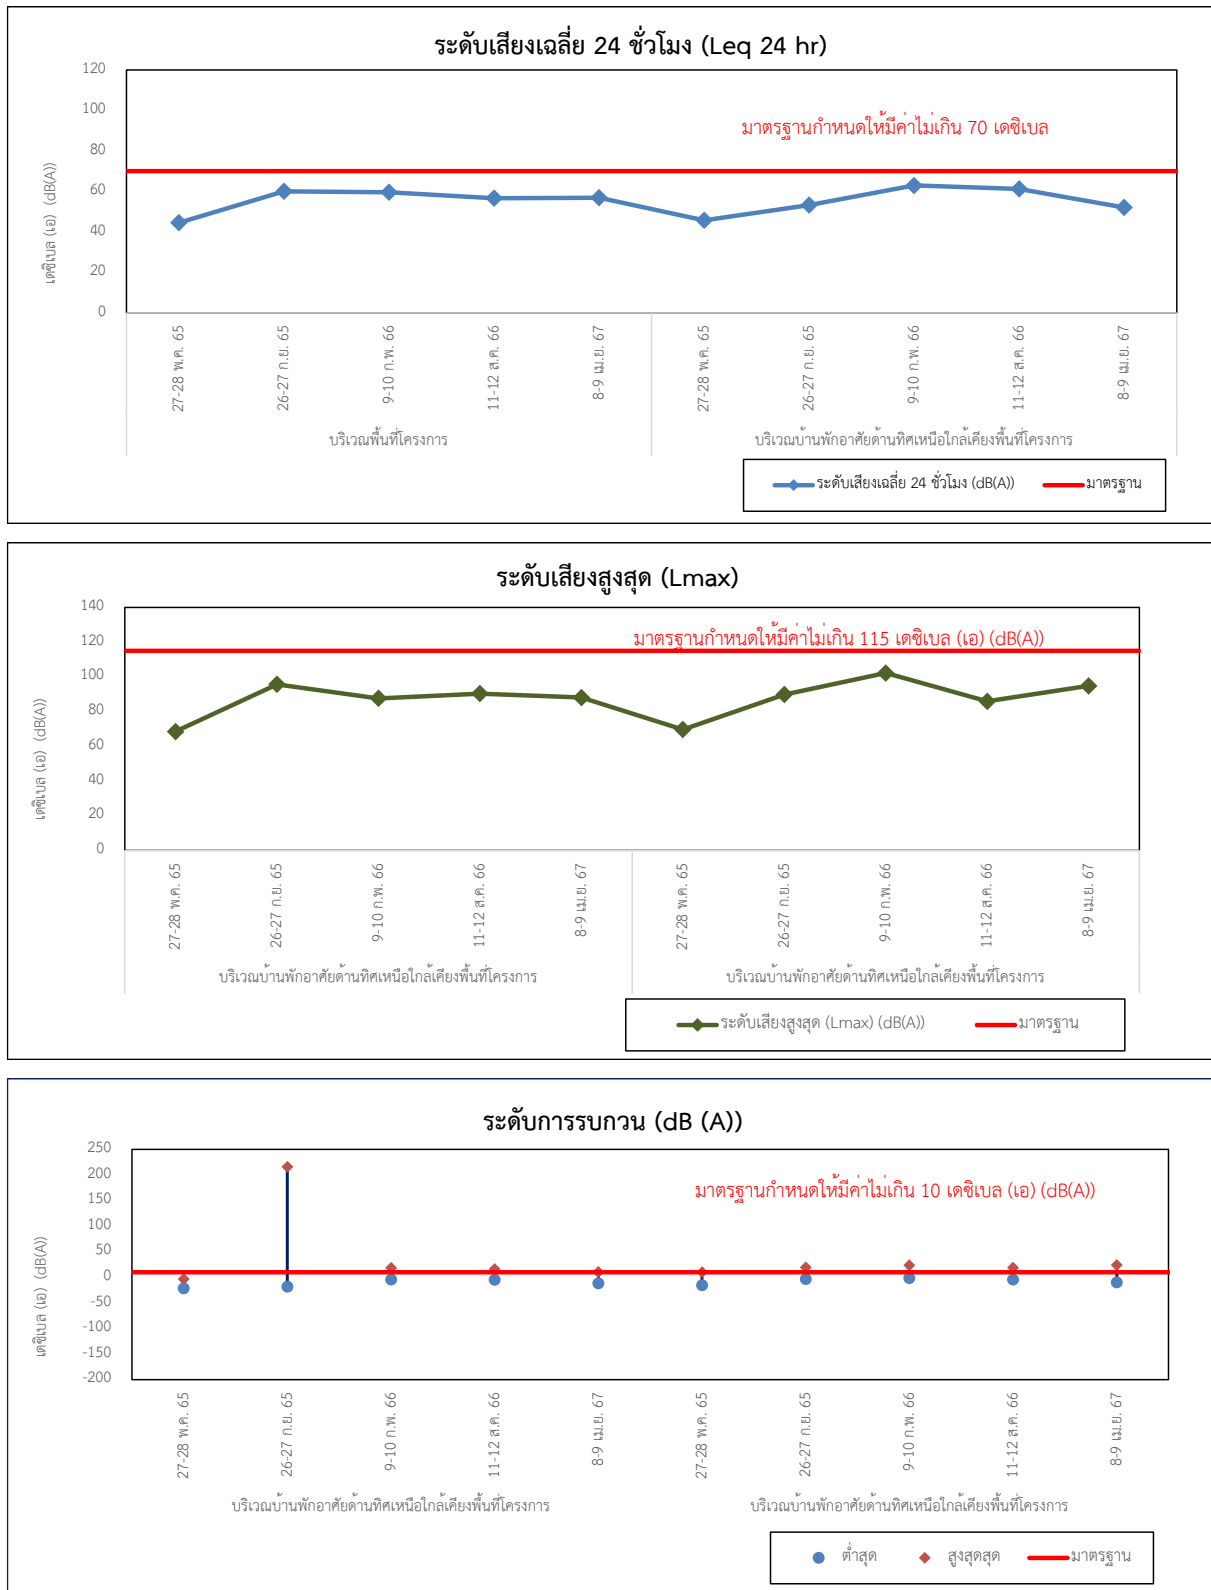 ระดับเสียงเฉลี่ย 24 ชั่วโมง (Leq 24 hr)
120
100
80
60
40
20
0
เดซิเบล (เอ) (dB(A))
มาตรฐานกำหนดให้มีค่าไม่เกิน 70 เดซิเบล
27-28 พ.ค. 65
26-27 ก.ย. 65
9-10 ก.พ. 66
11-12 ส.ค. 66
8-9 เม.ย. 67
27-28 พ.ค. 65
26-27 ก.ย. 65
9-10 ก.พ. 66
11-12 ส.ค. 66
8-9 เม.ย. 67
บริเวณพื้นที่โครงการ
บริเวณบ้านพักอาศัยด้านทิศเหนือใกล้เคียงพื้นที่โครงการ
ระดับเสียงเฉลี่ย 24 ชั่วโมง (dB(A))
มาตรฐาน
ระดับเสียงสูงสุด (Lmax)
140
120
100
80
60
40
20
0
เดซิเบล (เอ) (dB(A))
มาตรฐานกำหนดให้มีค่าไม่เกิน 115 เดซิเบล (เอ) (dB(A))
27-28 พ.ค. 65
26-27 ก.ย. 65
9-10 ก.พ. 66
11-12 ส.ค. 66
8-9 เม.ย. 67
27-28 พ.ค. 65
26-27 ก.ย. 65
9-10 ก.พ. 66
11-12 ส.ค. 66
8-9 เม.ย. 67
บริเวณบ้านพักอาศัยด้านทิศเหนือใกล้เคียงพื้นที่โครงการ
บริเวณบ้านพักอาศัยด้านทิศเหนือใกล้เคียงพื้นที่โครงการ
ระดับเสียงสูงสุด (Lmax) (dB(A))
มาตรฐาน
ระดับการรบกวน (dB (A))
250
200
150
100
50
0
-50
-100
-150
-200
เดซิเบล (เอ) (dB(A))
มาตรฐานกำหนดให้มีค่าไม่เกิน 10 เดซิเบล (เอ) (dB(A))
27-28 พ.ค. 65
26-27 ก.ย. 65
9-10 ก.พ. 66
11-12 ส.ค. 66
8-9 เม.ย. 67
27-28 พ.ค. 65
26-27 ก.ย. 65
9-10 ก.พ. 66
11-12 ส.ค. 66
8-9 เม.ย. 67
บริเวณบ้านพักอาศัยด้านทิศเหนือใกล้เคียงพื้นที่โครงการ
บริเวณบ้านพักอาศัยด้านทิศเหนือใกล้เคียงพื้นที่โครงการ
ต่ำสุด
สูงสุดสุด
มาตรฐาน